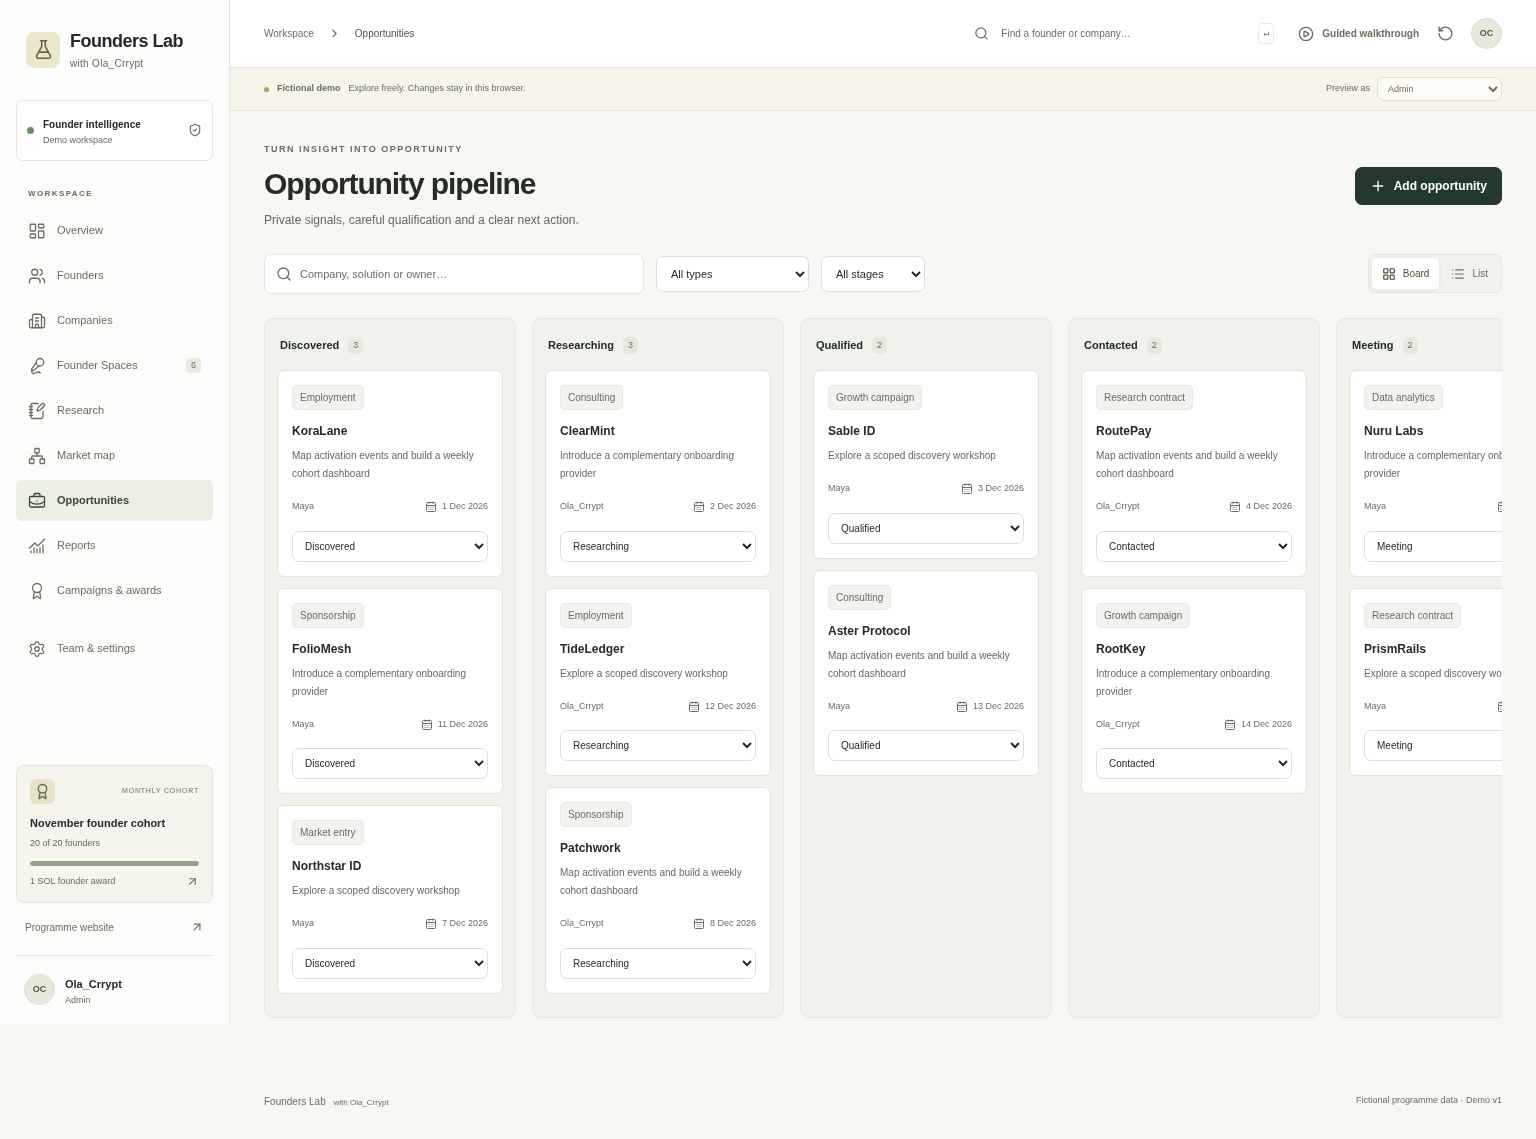 Founders Lab
with Ola_Crrypt
Founder intelligence
Demo workspace
WORKSPACE
Overview
Founders
Companies
Founder Spaces 6
Research
Market map
Opportunities
Reports
Campaigns & awards
Team & settings
MONTHLY COHORT
November founder cohort
20 of 20 founders
1 SOL founder award
Programme website
OC
Ola_Crrypt
Admin
Workspace
Opportunities
Find a founder or company…
Guided walkthrough
OC
Fictional demo Explore freely. Changes stay in this browser.
Preview as Admin
TURN INSIGHT INTO OPPORTUNITY
Opportunity pipeline
Private signals, careful qualification and a clear next action.
Add opportunity
Company, solution or owner…
All types
All stages
Board
List
Discovered 3
Employment
KoraLane
Map activation events and build a weekly
cohort dashboard
Maya 1 Dec 2026
Discovered
Sponsorship
FolioMesh
Introduce a complementary onboarding
provider
Maya 11 Dec 2026
Discovered
Market entry
Northstar ID
Explore a scoped discovery workshop
Maya 7 Dec 2026
Discovered
Researching 3
Consulting
ClearMint
Introduce a complementary onboarding
provider
Ola_Crrypt 2 Dec 2026
Researching
Employment
TideLedger
Explore a scoped discovery workshop
Ola_Crrypt 12 Dec 2026
Researching
Sponsorship
Patchwork
Map activation events and build a weekly
cohort dashboard
Ola_Crrypt 8 Dec 2026
Researching
Qualified 2
Growth campaign
Sable ID
Explore a scoped discovery workshop
Maya 3 Dec 2026
Qualified
Consulting
Aster Protocol
Map activation events and build a weekly
cohort dashboard
Maya 13 Dec 2026
Qualified
Contacted 2
Research contract
RoutePay
Map activation events and build a weekly
cohort dashboard
Ola_Crrypt 4 Dec 2026
Contacted
Growth campaign
RootKey
Introduce a complementary onboarding
provider
Ola_Crrypt 14 Dec 2026
Contacted
Meeting 2
Data analytics
Nuru Labs
Introduce a complementary
provider
Maya
Meeting
Research contract
PrismRails
Explore a scoped discovery
Maya
Meeting
Founders Lab with Ola_Crrypt
Fictional programme data · Demo v1